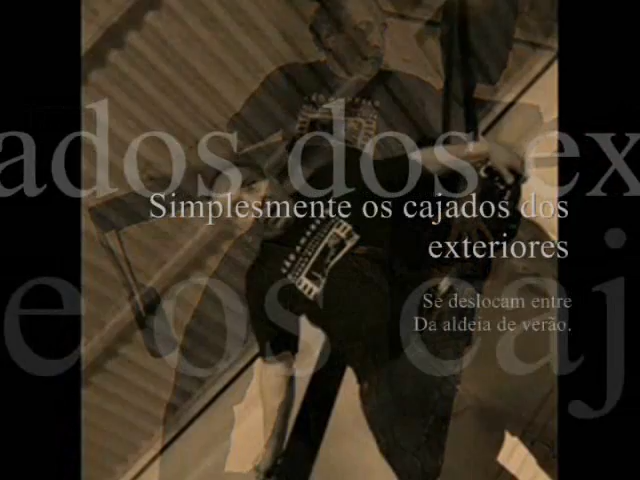 ados dos ex
Simplesmente os cajados dos
exteriores
Se deslocam entre
Da aldeia de verão.
e os caj